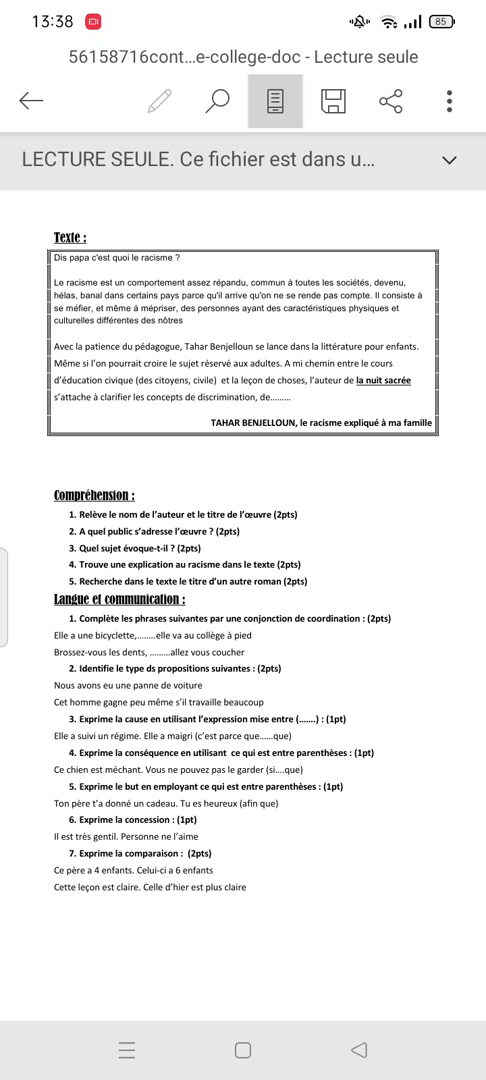 13:38
85
56158716cont...e-college-doc - Lecture seule
LECTURE SEULE. Ce fichier est dans u...
Texte :
Dis papa c'est quoi le racisme ?
Le racisme est un comportement assez répandu, commun à toutes les sociétés, devenu,
hélas, banal dans certains pays parce qu'il arrive qu'on ne se rende pas compte. Il consiste à
se méfier, et même à mépriser, des personnes ayant des caractéristiques physiques et
culturelles différentes des nôtres
Avec la patience du pédagogue, Tahar Benjelloun se lance dans la littérature pour enfants.
Même si l'on pourrait croire le sujet réservé aux adultes. A mi chemin entre le cours
d'éducation civique (des citoyens, civile) et la leçon de choses, l'auteur de la nuit sacrée
s'attache à clarifier les concepts de discrimination, de.........
TAHAR BENJELLOUN, le racisme expliqué à ma famille
Compréhension :
1. Relève le nom de l'auteur et le titre de l'œuvre (2pts)
2. A quel public s'adresse l'œuvre ? (2pts)
3. Quel sujet évoque-t-il ? (2pts)
4. Trouve une explication au racisme dans le texte (2pts)
5. Recherche dans le texte le titre d'un autre roman (2pts)
Langue et communication :
1. Complète les phrases suivantes par une conjonction de coordination : (2pts)
Elle a une bicyclette,........elle va au collège à pied
Brossez-vous les dents, .........allez vous coucher
2. Identifie le type ds propositions suivantes : (2pts)
Nous avons eu une panne de voiture
Cet homme gagne peu même s'il travaille beaucoup
3. Exprime la cause en utilisant l'expression mise entre (.......) : (1pt)
Elle a suivi un régime. Elle a maigri (c'est parce que......que)
4. Exprime la conséquence en utilisant ce qui est entre parenthèses : (1pt)
Ce chien est méchant. Vous ne pouvez pas le garder (si....que)
5. Exprime le but en employant ce qui est entre parenthèses : (1pt)
Ton père t'a donné un cadeau. Tu es heureux (afin que)
6. Exprime la concession : (1pt)
Il est très gentil. Personne ne l'aime
7. Exprime la comparaison : (2pts)
Ce père a 4 enfants. Celui-ci a 6 enfants
Cette leçon est claire. Celle d'hier est plus claire